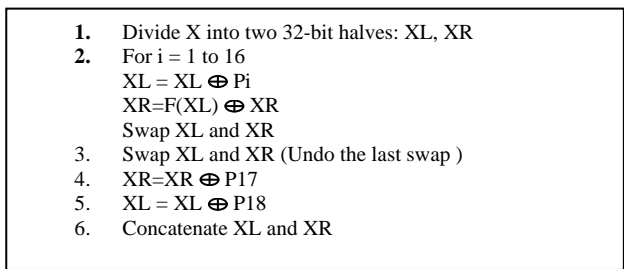 1. Divide X into two 32-bit halves: XL, XR
2. For i = 1 to 16
XL = XL ⊕ Pi
XR=F(XL) ⊕ XR
Swap XL and XR
3. Swap XL and XR (Undo the last swap )
4. XR=XR ⊕ P17
5. XL = XL ⊕ P18
6. Concatenate XL and XR